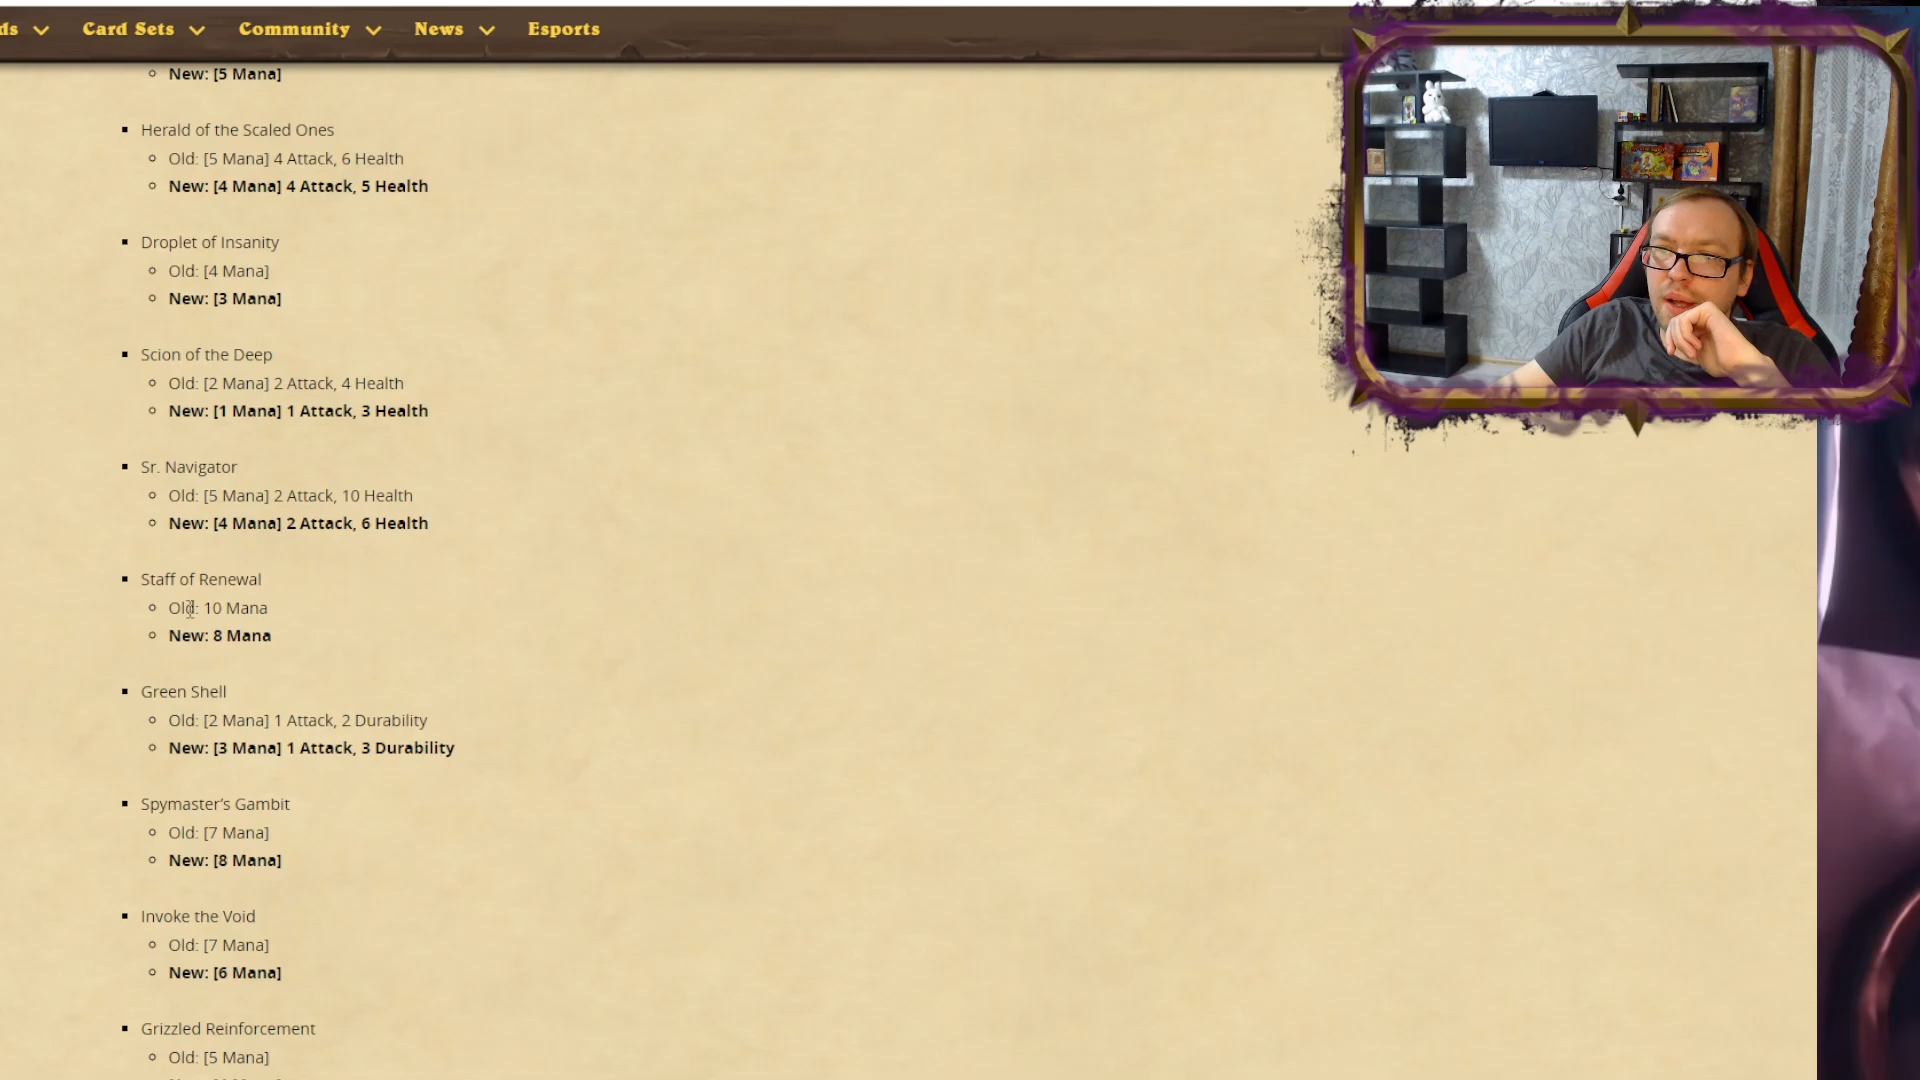 ds Card Sets Community News Esports
New: [5 Mana]
Herald of the Scaled Ones
Old: [5 Mana] 4 Attack, 6 Health
New: [4 Mana] 4 Attack, 5 Health
Droplet of Insanity
Old: [4 Mana]
New: [3 Mana]
Scion of the Deep
Old: [2 Mana] 2 Attack, 4 Health
New: [1 Mana] 1 Attack, 3 Health
Sr. Navigator
Old: [5 Mana] 2 Attack, 10 Health
New: [4 Mana] 2 Attack, 6 Health
Staff of Renewal
Old: 10 Mana
New: 8 Mana
Green Shell
Old: [2 Mana] 1 Attack, 2 Durability
New: [3 Mana] 1 Attack, 3 Durability
Spymaster’s Gambit
Old: [7 Mana]
New: [8 Mana]
Invoke the Void
Old: [7 Mana]
New: [6 Mana]
Grizzled Reinforcement
Old: [5 Mana]